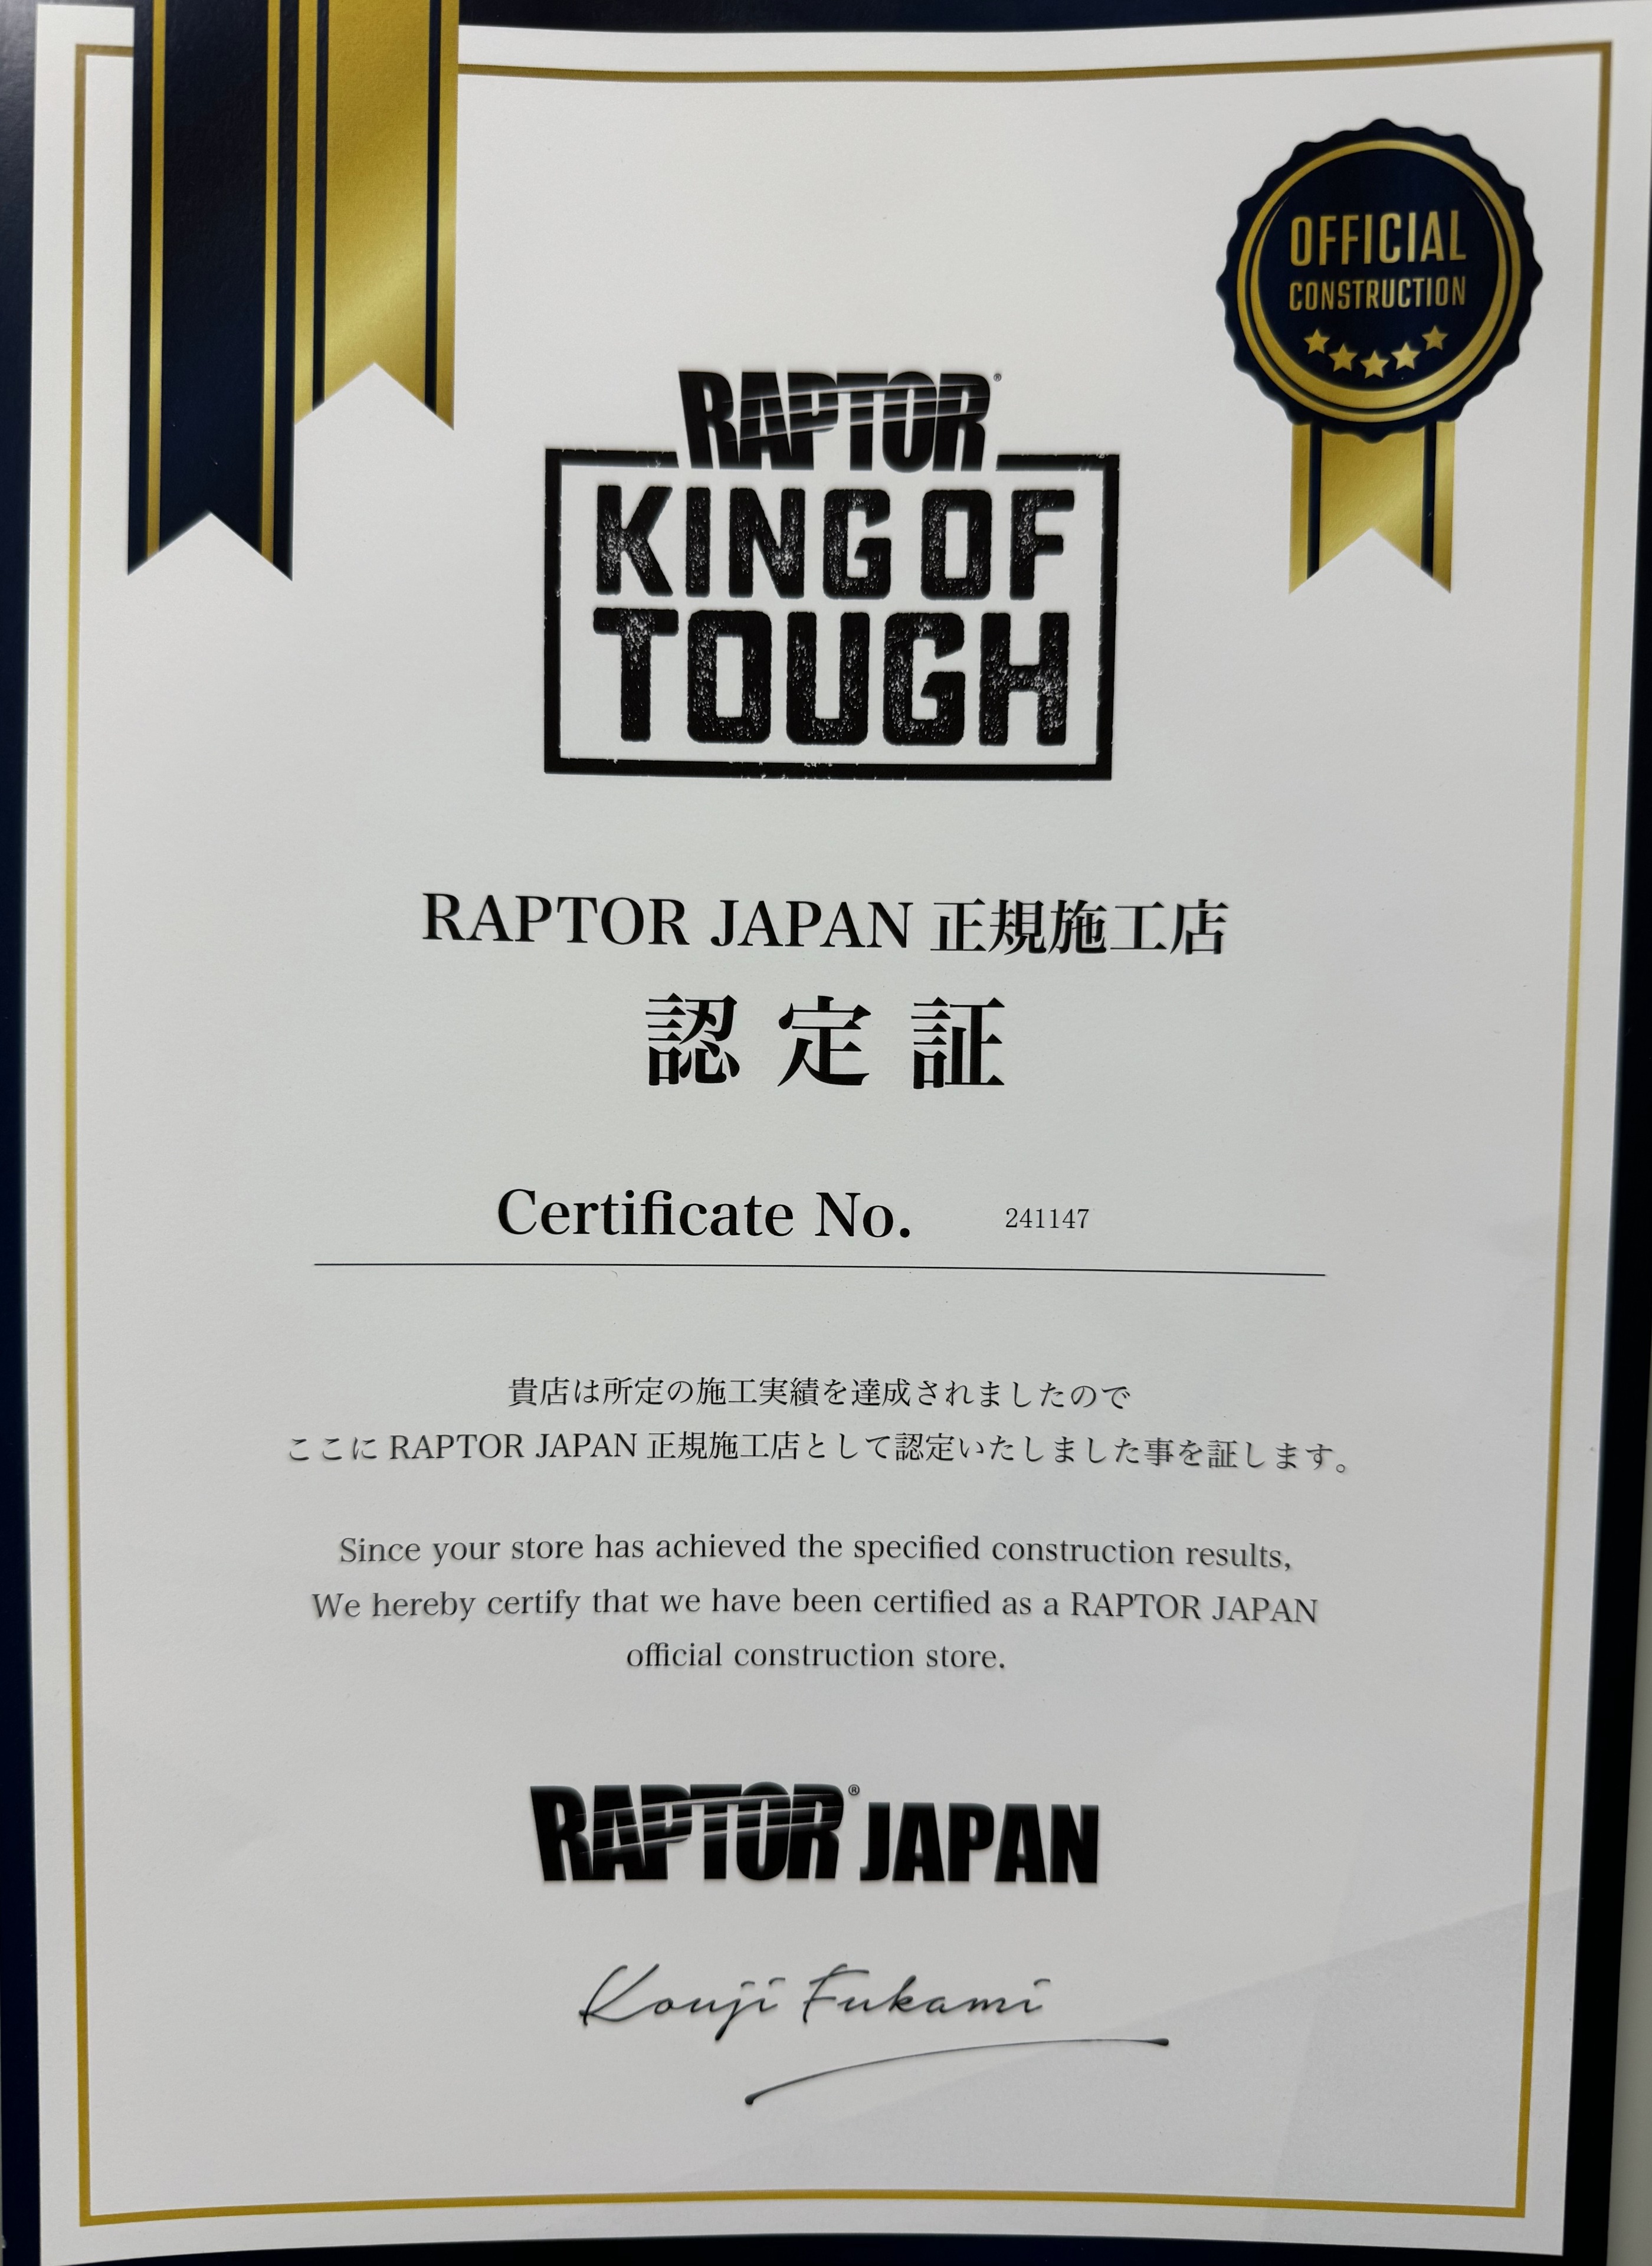 OFFICIAL
CONSTRUCTION
RAPTOR®
KING OF
TOUGH
RAPTOR JAPAN 正規施工店
認定証
Certificate No. 241147
貴店は所定の施工実績を達成されましたので
ここに RAPTOR JAPAN 正規施工店として認定いたしました事を証します。
Since your store has achieved the specified construction results,
We hereby certify that we have been certified as a RAPTOR JAPAN
official construction store.
RAPTOR® JAPAN
Kouji Fukami